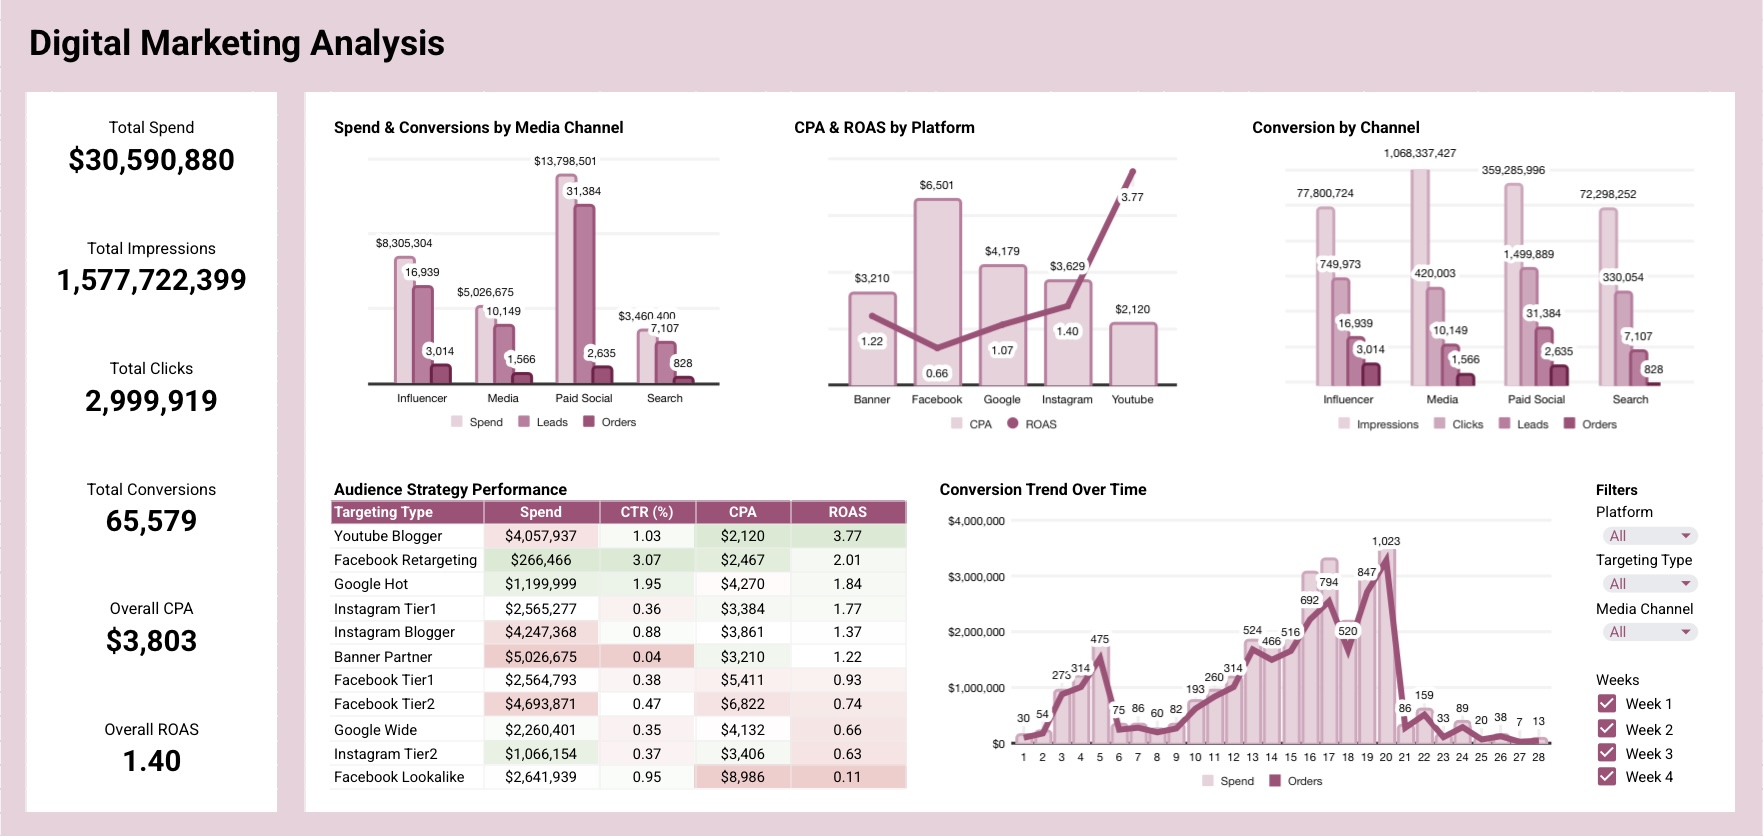 Digital Marketing Analysis
Total Spend
$30,590,880
Total Impressions
1,577,722,399
Total Clicks
2,999,919
Total Conversions
65,579
Overall CPA
$3,803
Overall ROAS
1.40
Spend & Conversions by Media Channel
$13,798,501
31,384
$8,305,304
16,939
$5,026,675
10,149
$3,460,400
7,107
3,014
1,566
2,635
828
Influencer Media Paid Social Search
Spend Leads Orders
CPA & ROAS by Platform
$6,501
3.77
$4,179
$3,629
$3,210
$2,120
1.22
0.66
1.07
1.40
Banner Facebook Google Instagram Youtube
CPA ROAS
Conversion by Channel
1,068,337,427
359,285,996
77,800,724
72,298,252
749,973
420,003
1,499,889
330,054
16,939
10,149
31,384
7,107
3,014
1,566
2,635
828
Influencer Media Paid Social Search
Impressions Clicks Leads Orders
Audience Strategy Performance
Targeting Type Spend CTR (%) CPA ROAS
Youtube Blogger $4,057,937 1.03 $2,120 3.77
Facebook Retargeting $266,466 3.07 $2,467 2.01
Google Hot $1,199,999 1.95 $4,270 1.84
Instagram Tier1 $2,565,277 0.36 $3,384 1.77
Instagram Blogger $4,247,368 0.88 $3,861 1.37
Banner Partner $5,026,675 0.04 $3,210 1.22
Facebook Tier1 $2,564,793 0.38 $5,411 0.93
Facebook Tier2 $4,693,871 0.47 $6,822 0.74
Google Wide $2,260,401 0.35 $4,132 0.66
Instagram Tier2 $1,066,154 0.37 $3,406 0.63
Facebook Lookalike $2,641,939 0.95 $8,986 0.11
Conversion Trend Over Time
$4,000,000
$3,000,000
$2,000,000
$1,000,000
$0
30 54 273 314 475 75 86 60 82 193 260 314 524 466 516 692 794 520 847 1,023 86 159 33 89 20 38 7 13
1 2 3 4 5 6 7 8 9 10 11 12 13 14 15 16 17 18 19 20 21 22 23 24 25 26 27 28
Spend Orders
Filters
Platform
All
Targeting Type
All
Media Channel
All
Weeks
Week 1
Week 2
Week 3
Week 4